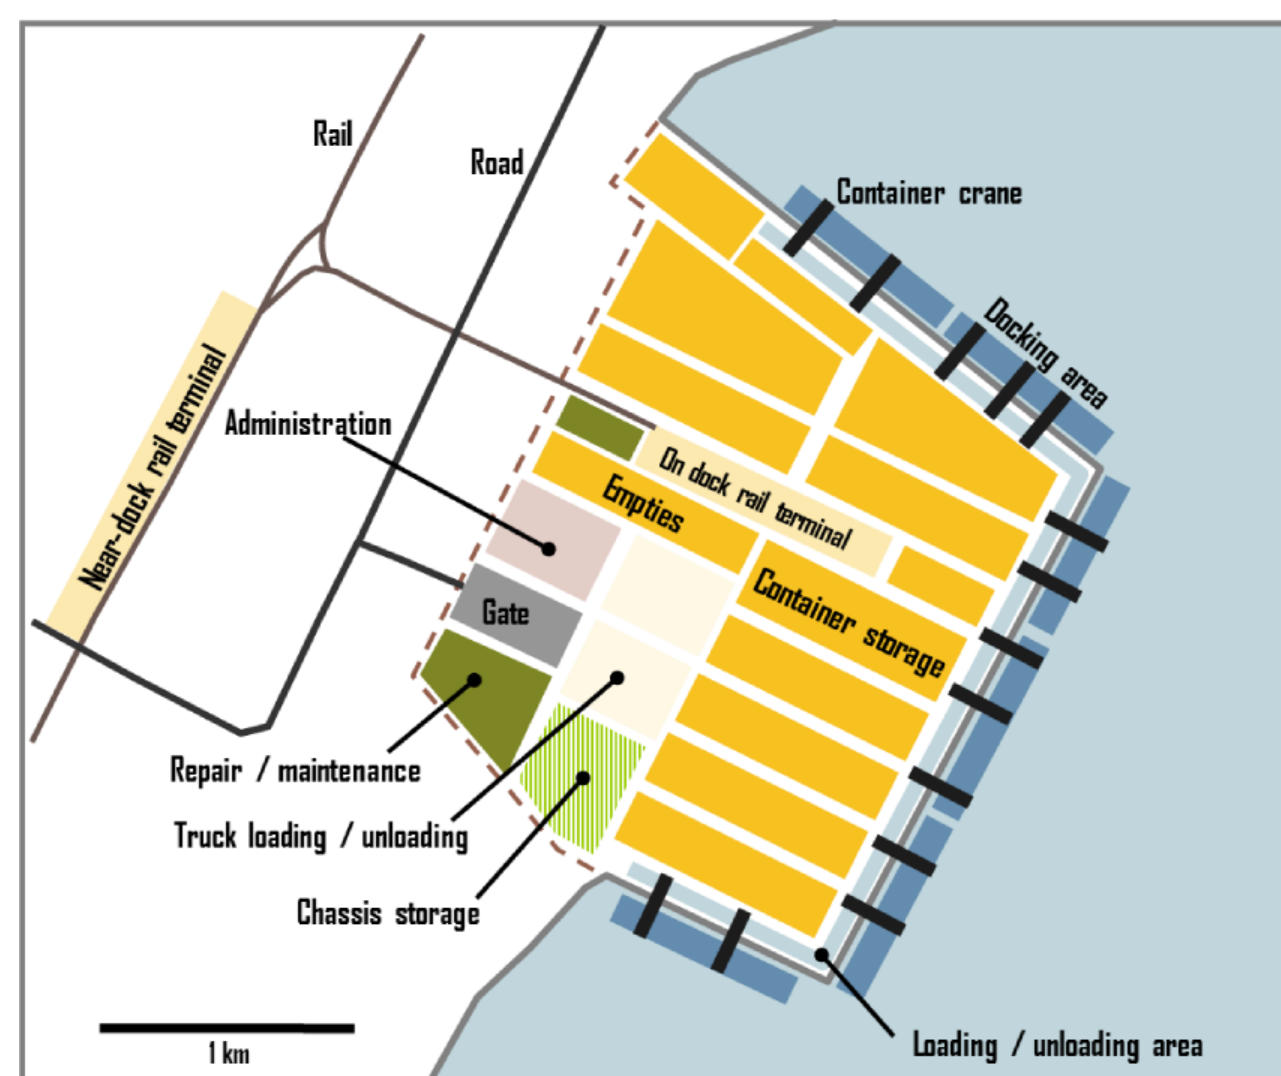 Rail
Road
Container crane
Docking area
Near-dock rail terminal
Administration
On dock rail terminal
Empties
Container storage
Gate
Repair / maintenance
Truck loading / unloading
Chassis storage
Loading / unloading area
1 km